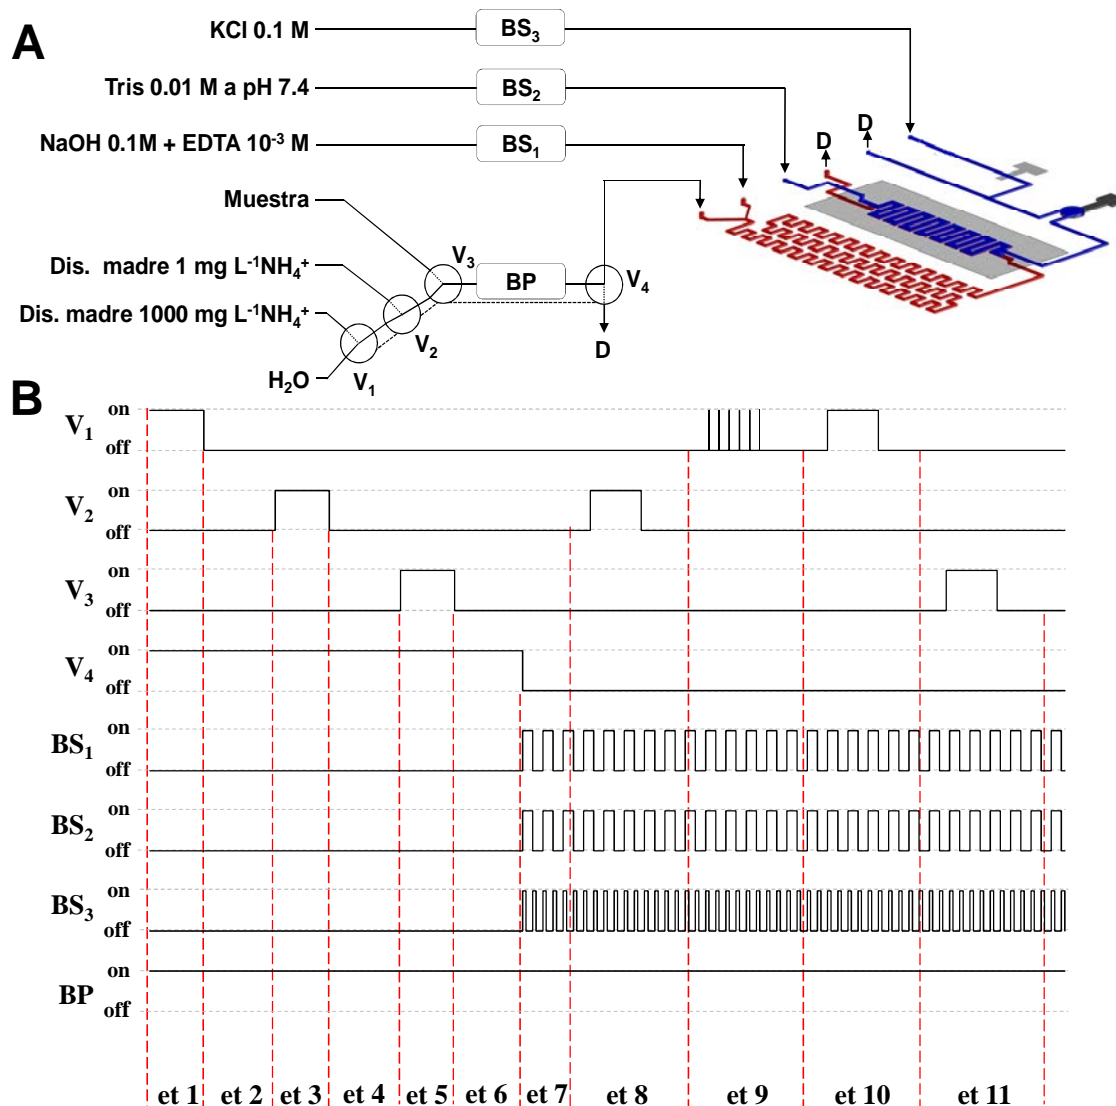 A
KCl 0.1 M
BS₃
Tris 0.01 M a pH 7.4
BS₂
NaOH 0.1M + EDTA 10⁻³ M
BS₁
D
D
Muestra
Dis. madre 1 mg L⁻¹NH₄⁺
V₃
BP
V₄
Dis. madre 1000 mg L⁻¹NH₄⁺
V₂
D
H₂O
V₁
B
on
V₁
off
on
V₂
off
on
V₃
off
on
V₄
off
on
BS₁
off
on
BS₂
off
on
BS₃
off
on
BP
off
et 1 et 2 et 3 et 4 et 5 et 6 et 7 et 8 et 9 et 10 et 11